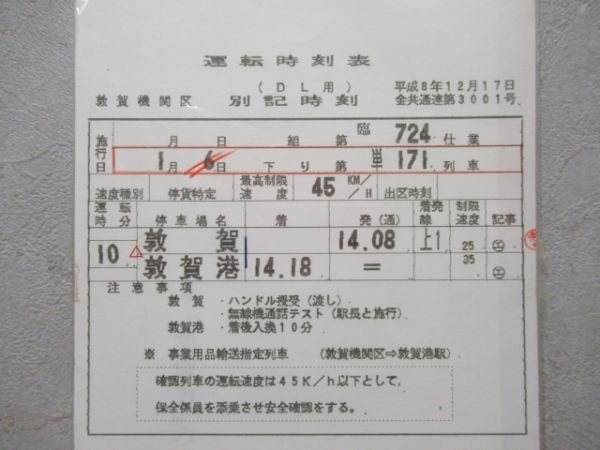 運転時刻表
(DL用) 平成8年12月17日
敦賀機関区 別記時刻 金共通達第3001号
施行日 月 日 組 第 臨 724 仕業
1月 6日 下り 第 単 171 列車
速度種別 停貨特定 最高制限速度 45 KM/H 出区時刻
運転時分 停車場名 着 発(通) 着発線 制限速度 記事
10 △ 敦賀 14.08 上1 25 ㋓
敦賀港 14.18 = 35 ㋓
注意事項
敦賀 ・ハンドル授受(渡し)
・無線機通話テスト(駅長と施行)
敦賀港 ・着後入換10分
※ 事業用品輸送指定列車 (敦賀機関区⇨敦賀港駅)
確認列車の運転速度は45K/h以下として,
保全係員を添乗させ安全確認をする。